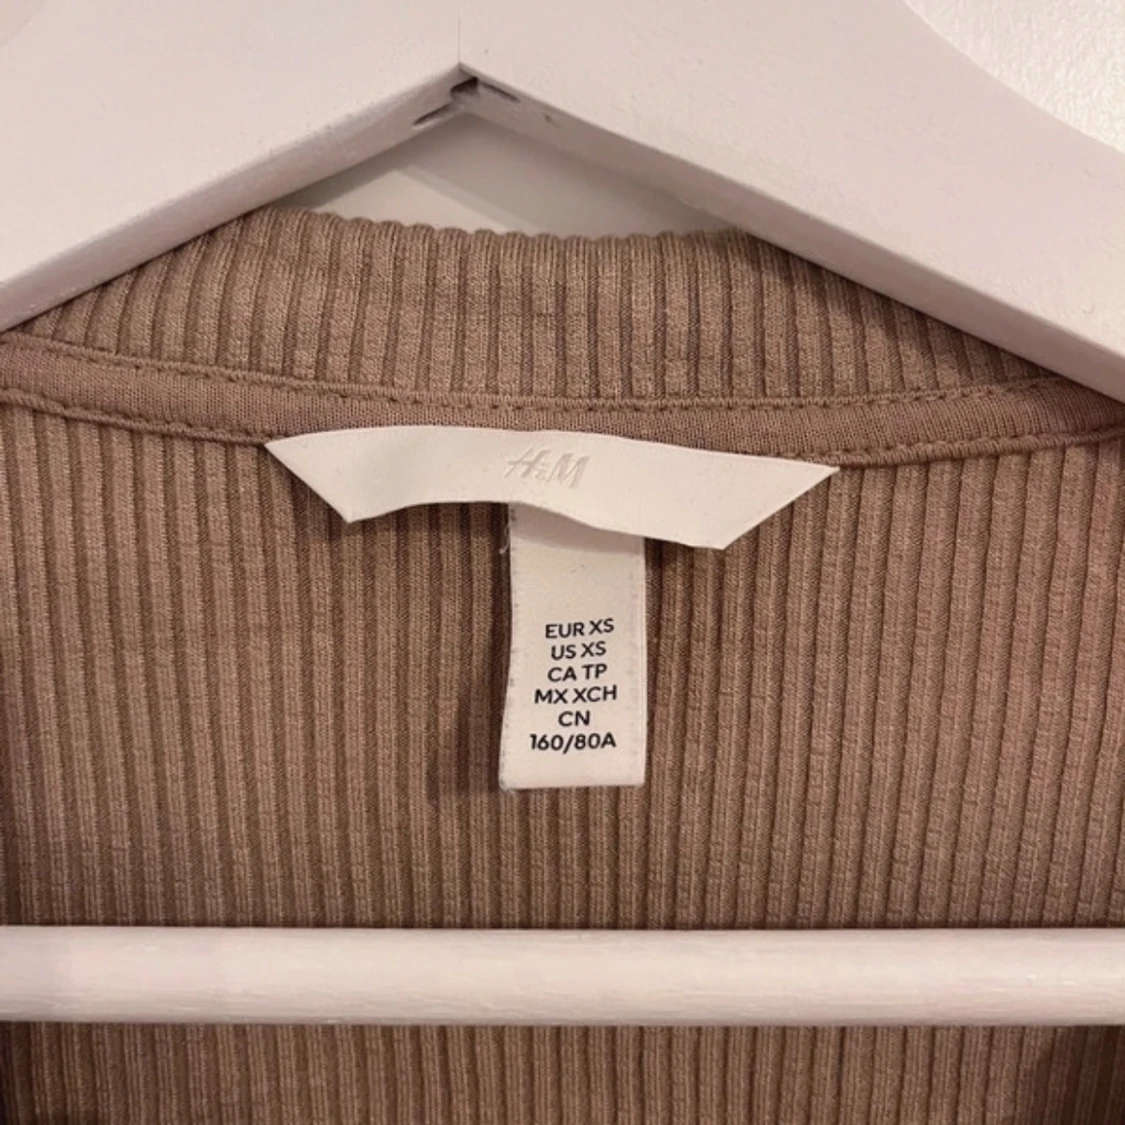 H&M
EUR XS
US XS
CA TP
MX XCH
CN
160/80A